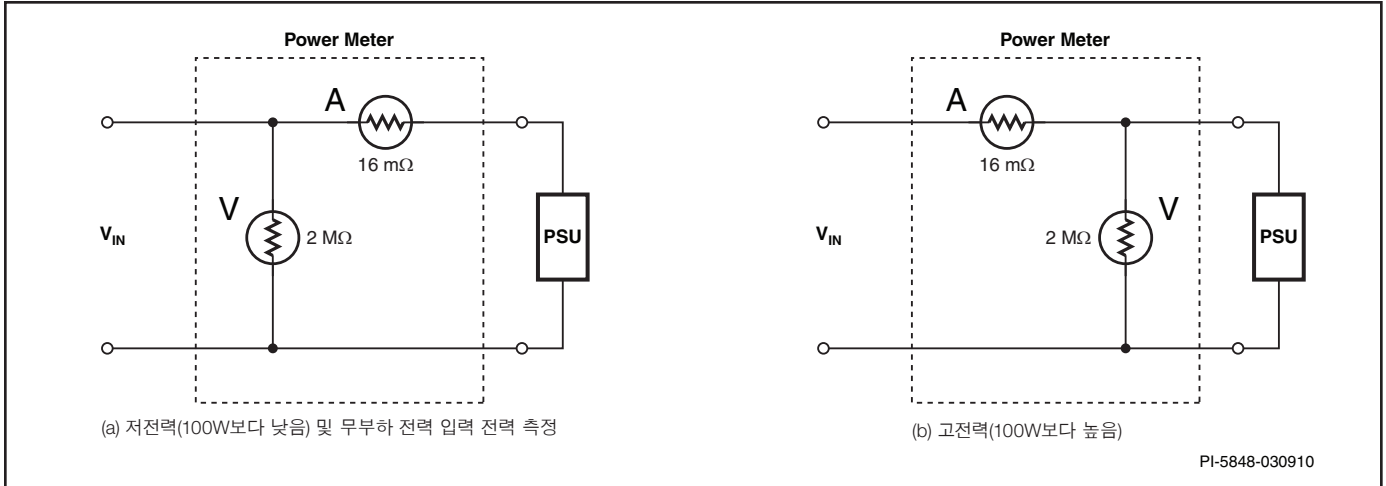 Power Meter
A
16 mΩ
V
2 MΩ
V_IN
PSU
(a) 저전력(100W보다 낮음) 및 무부하 전력 입력 전력 측정
Power Meter
A
16 mΩ
V
2 MΩ
V_IN
PSU
(b) 고전력(100W보다 높음)
PI-5848-030910